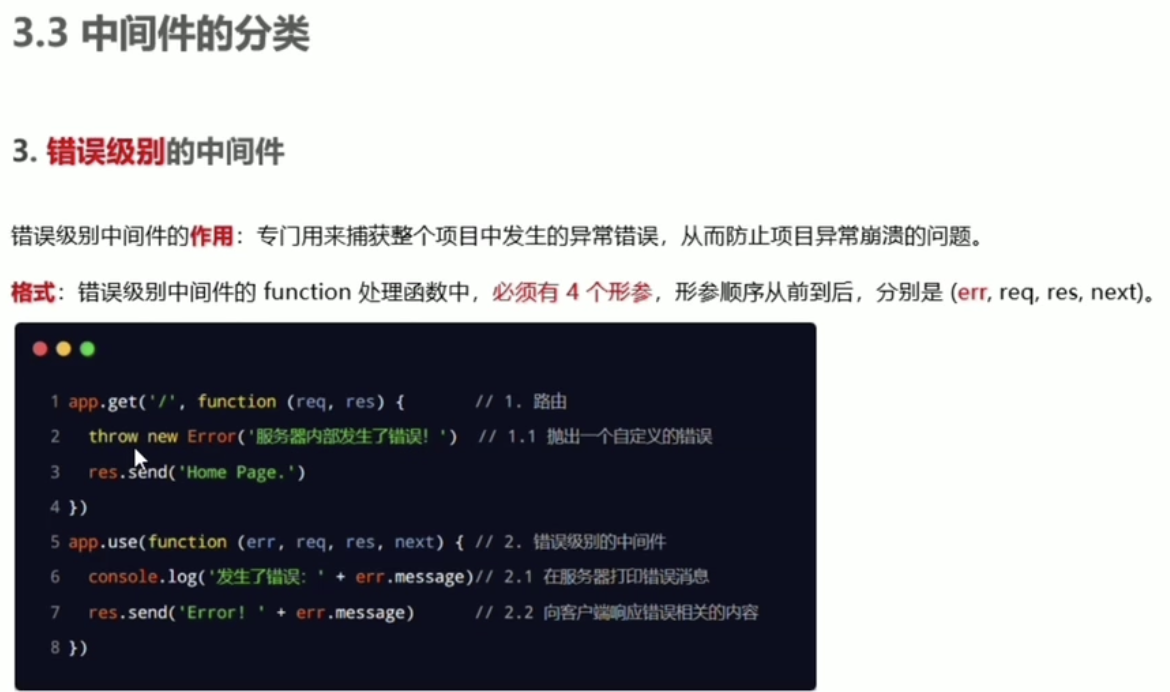 3.3 中间件的分类
3. 错误级别的中间件
错误级别中间件的作用：专门用来捕获整个项目中发生的异常错误，从而防止项目异常崩溃的问题。
格式：错误级别中间件的 function 处理函数中，必须有 4 个形参，形参顺序从前到后，分别是 (err, req, res, next)。
1 app.get('/', function (req, res) { // 1. 路由
2 throw new Error('服务器内部发生了错误！') // 1.1 抛出一个自定义的错误
3 res.send('Home Page.')
4 })
5 app.use(function (err, req, res, next) { // 2. 错误级别的中间件
6 console.log('发生了错误：' + err.message)// 2.1 在服务器打印错误消息
7 res.send('Error! ' + err.message) // 2.2 向客户端响应错误相关的内容
8 })